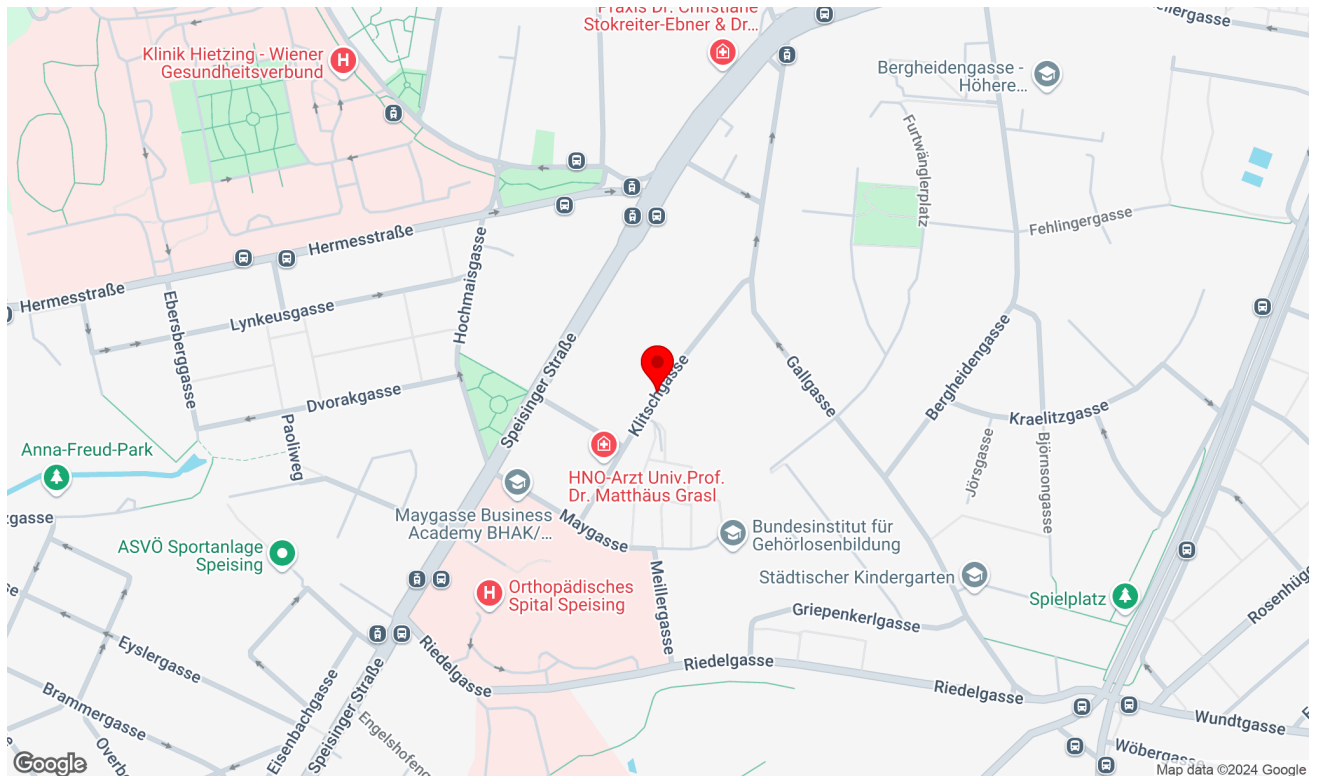 Praxis Dr. Christiane
Stokreiter-Ebner & Dr...
Klinik Hietzing - Wiener
Gesundheitsverbund
Bergheidengasse -
Höhere...
Furtwänglerplatz
Fehlingergasse
Hermesstraße
Hermesstraße
Hochmaisgasse
Ebersberggasse
Lynkeusgasse
Speisinger Straße
Klitschgasse
Gallgasse
Bergheidengasse
Dvorakgasse
Paoliweg
Kraelitzgasse
Jörsgasse
Björnsongasse
Anna-Freud-Park
HNO-Arzt Univ.Prof.
Dr. Matthäus Grasl
Maygasse Business
Academy BHAK/...
Maygasse
Bundesinstitut für
Gehörlosenbildung
ASVÖ Sportanlage
Speising
Orthopädisches
Spital Speising
Meillergasse
Städtischer Kindergarten
Spielplatz
Griepenkerlgasse
Riedelgasse
Riedelgasse
Riedelgasse
Eyslergasse
Brammergasse
Eisenbachgasse
Speisinger Straße
Wundtgasse
Wöbergasse
Google
Map data ©2024 Google